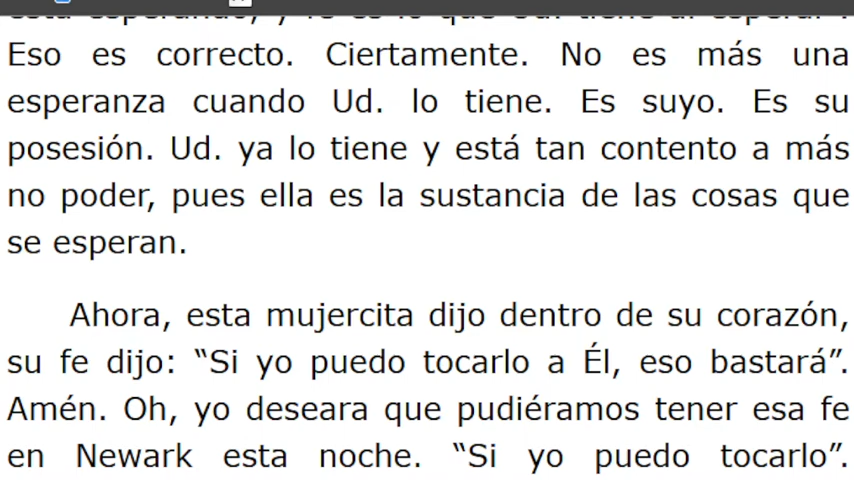 Eso es correcto. Ciertamente. No es más una
esperanza cuando Ud. lo tiene. Es suyo. Es su
posesión. Ud. ya lo tiene y está tan contento a más
no poder, pues ella es la sustancia de las cosas que
se esperan.
Ahora, esta mujercita dijo dentro de su corazón,
su fe dijo: “Si yo puedo tocarlo a Él, eso bastará”.
Amén. Oh, yo deseara que pudiéramos tener esa fe
en Newark esta noche. “Si yo puedo tocarlo”.